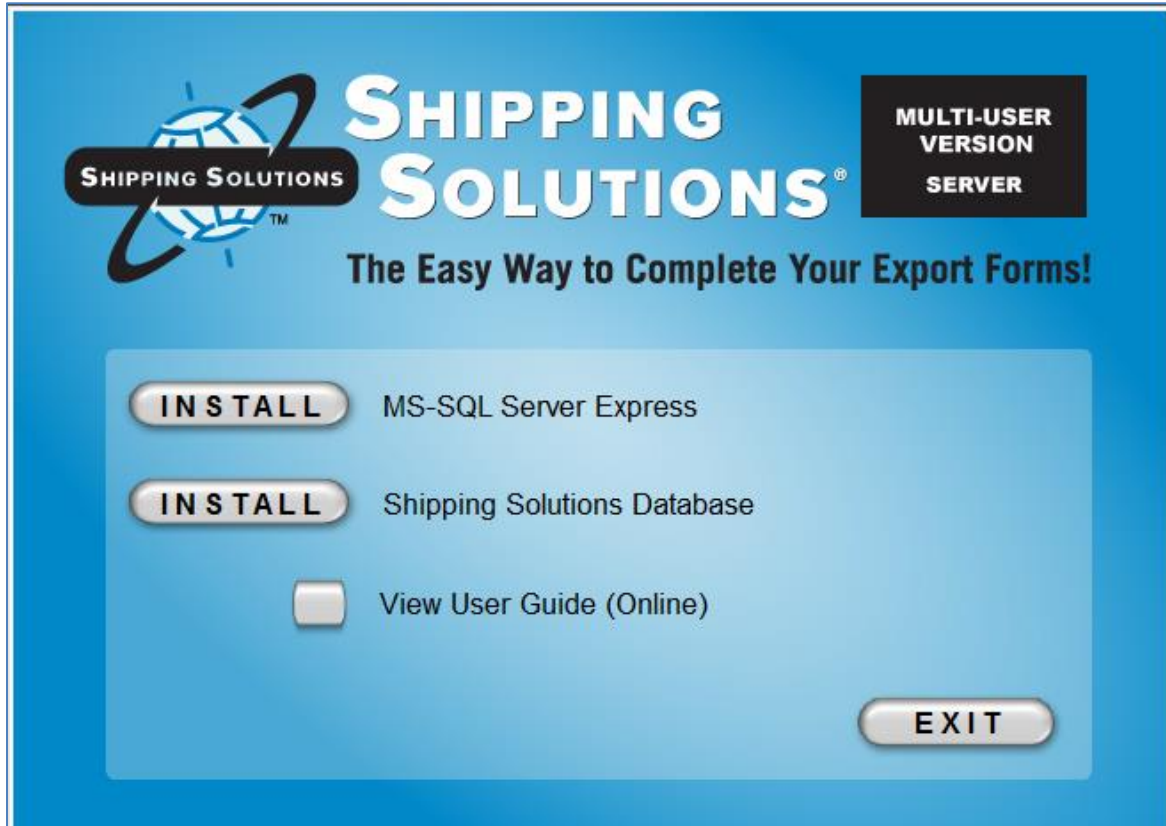 SHIPPING SOLUTIONS
TM
SHIPPING
SOLUTIONS®
MULTI-USER
VERSION
SERVER
The Easy Way to Complete Your Export Forms!
INSTALL MS-SQL Server Express
INSTALL Shipping Solutions Database
View User Guide (Online)
EXIT